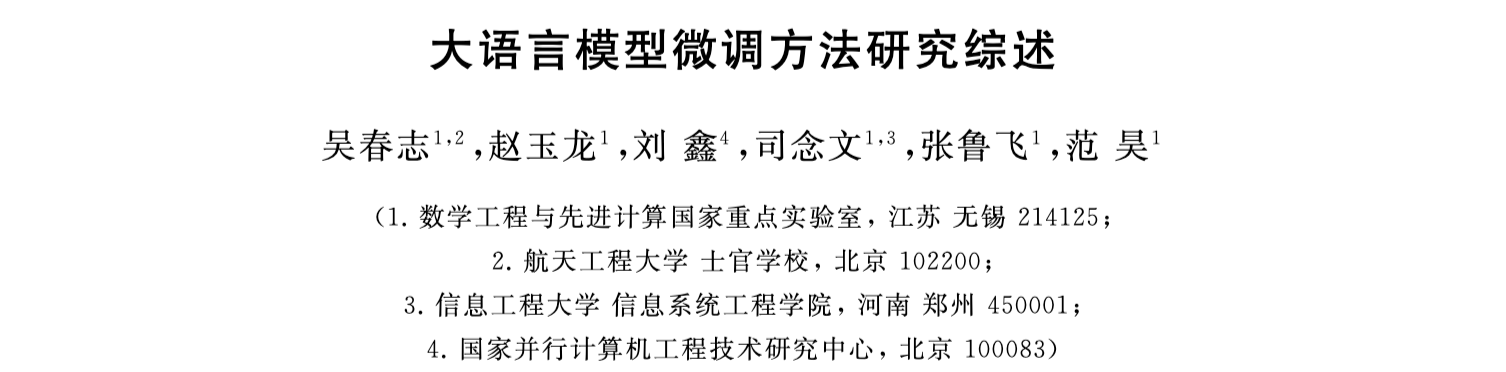 大语言模型微调方法研究综述
吴春志1,2,赵玉龙1,刘 鑫4,司念文1,3,张鲁飞1,范 昊1
(1. 数学工程与先进计算国家重点实验室, 江苏 无锡 214125;
2. 航天工程大学 士官学校, 北京 102200;
3. 信息工程大学 信息系统工程学院, 河南 郑州 450001;
4. 国家并行计算机工程技术研究中心, 北京 100083)